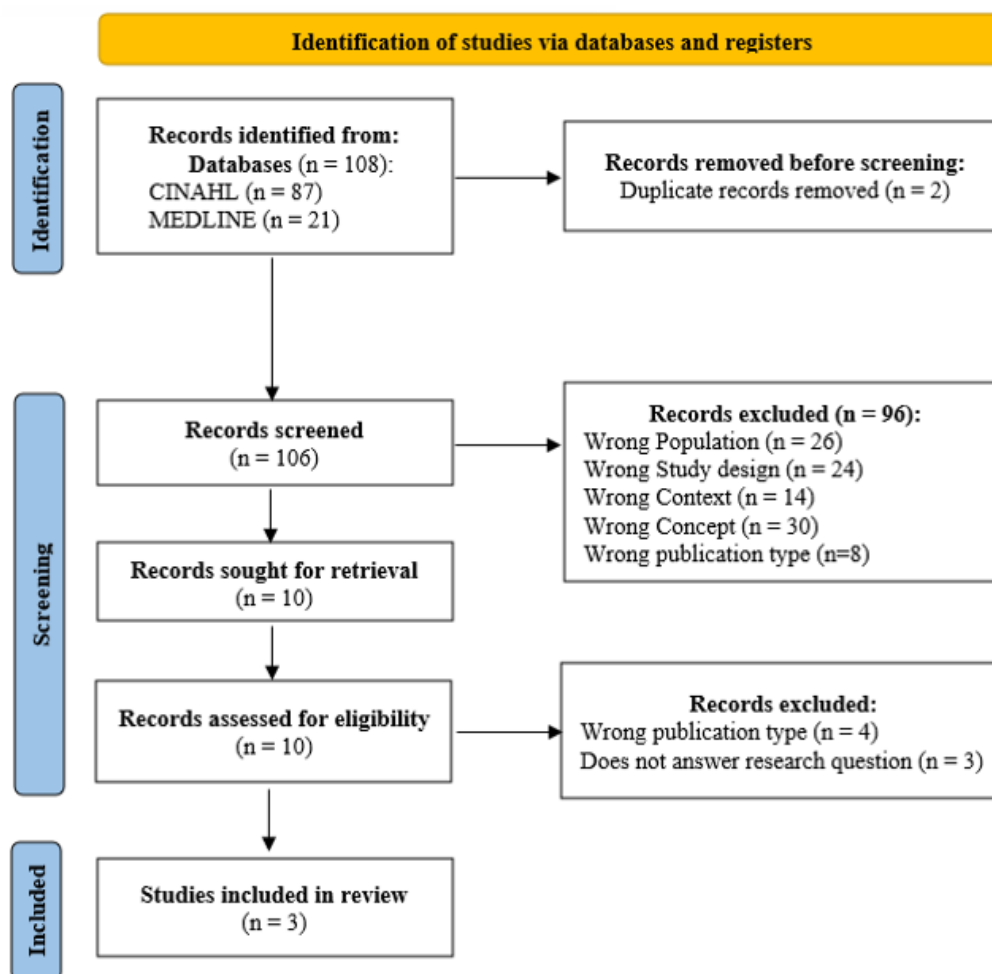 Identification of studies via databases and registers
Identification
Records identified from:
Databases (n = 108):
CINAHL (n = 87)
MEDLINE (n = 21)
Records removed before screening:
Duplicate records removed (n = 2)
Screening
Records screened
(n = 106)
Records excluded (n = 96):
Wrong Population (n = 26)
Wrong Study design (n = 24)
Wrong Context (n = 14)
Wrong Concept (n = 30)
Wrong publication type (n=8)
Records sought for retrieval
(n = 10)
Records assessed for eligibility
(n = 10)
Records excluded:
Wrong publication type (n = 4)
Does not answer research question (n = 3)
Included
Studies included in review
(n = 3)